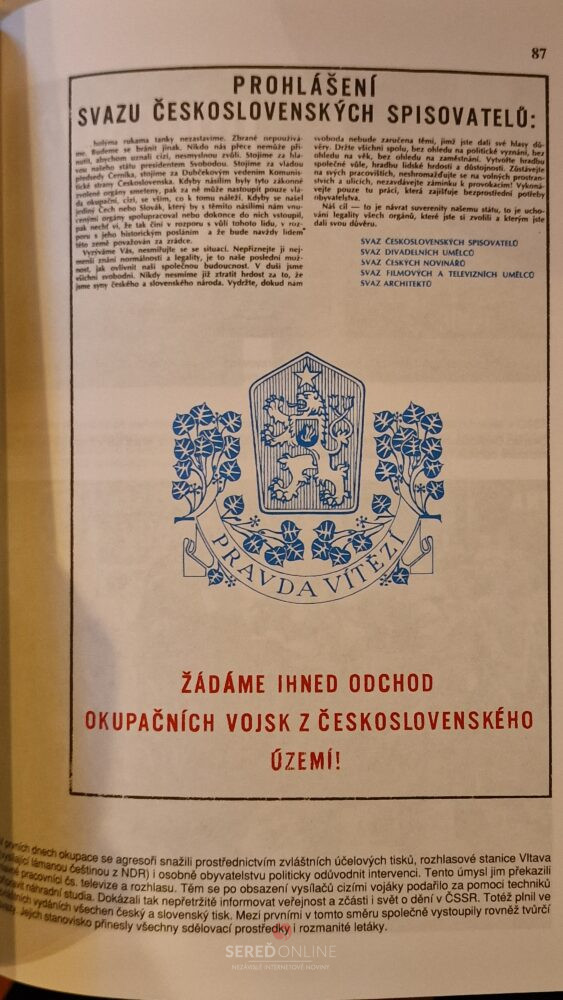 87
PROHLÁŠENÍ
SVAZU ČESKOSLOVENSKÝCH SPISOVATELŮ:
holýma rukama tanky nezastavíme. Zbraně nepoužívá-
me. Budeme se bránit jinak. Nikdo nás přece nemůže při-
nutit, abychom uznali cizí, nesmyslnou zvůli. Stojíme za hla-
vou našeho státu presidentem Svobodou. Stojíme za vládou
předsedy Černíka, stojíme za Dubčekovým vedením Komunis-
tické strany Československa. Kdyby násilím byly tyto zákonně
zvolené orgány smeteny, pak za ně může nastoupit pouze vlá-
da okupační, cizí, se vším, co k tomu náleží. Kdyby se našel
jediný Čech nebo Slovák, který by s těmito násilím nám vnu-
cenými orgány spolupracoval nebo dokonce do nich vstoupil,
pak nechť ví, že tak činí v rozporu s vůlí tohoto lidu, v roz-
poru s jeho historickým posláním a že bude navždy lidem
této země považován za zrádce.
Vyzýváme Vás, nesmiřujte se se situací. Nepřiznejte jí nej-
menší znání normálnosti a legality, je to naše poslední mož-
nost, jak ovlivnit naši společnou budoucnost. V duši jsme
všichni svobodni. Nikdy nesmíme již ztratit hrdost za to, že
jsme syny českého a slovenského národa. Vydržte, dokud nám
svoboda nebude zaručena těmi, jimž jste dali své hlasy dů-
věry. Držte všichni spolu, bez ohledu na politické vyznání, bez
ohledu na věk, bez ohledu na zaměstnání. Vytvořte hradbu
společné vůle, hradbu lidské hrdosti a důstojnosti. Zůstávejte
na svých pracovištích, neshromažďujte se na volných prostran-
stvích a ulicích, nezavdávejte záminku k provokacím! Vykoná-
vejte pouze tu práci, která zajišťuje bezprostřední potřeby
obyvatelstva.
Náš cíl — to je návrat suverenity našemu státu, to je ucho-
vání legality všech orgánů, které jste si zvolili a kterým jste
dali svou důvěru.
SVAZ ČESKOSLOVENSKÝCH SPISOVATELŮ
SVAZ DIVADELNÍCH UMĚLCŮ
SVAZ ČESKÝCH NOVINÁRŮ
SVAZ FILMOVÝCH A TELEVIZNÍCH UMĚLCŮ
SVAZ ARCHITEKTŮ
PRAVDA VÍTĚZÍ
ŽÁDÁME IHNED ODCHOD
OKUPAČNÍCH VOJSK Z ČESKOSLOVENSKÉHO
ÚZEMÍ!
prvních dnech okupace se agresoři snažili prostřednictvím zvláštních účelových tisků, rozhlasové stanice Vltava
lámanou češtinou z NDR) i osobně obyvatelstvu politicky odůvodnit intervenci. Tento úmysl jim překazili
pracovníci čs. televize a rozhlasu. Těm se po obsazení vysílačů cizími vojáky podařilo za pomoci techniků
náhradní studia. Dokázali tak nepřetržitě informovat veřejnost a zčásti i svět o dění v ČSSR. Totéž plnil ve
vydáních všechen český a slovenský tisk. Mezi prvními v tomto směru společně vystoupily rovněž tvůrčí
Jejich stanovisko přinesly všechny sdělovací prostředky i rozmanité letáky.
SEREĎONLINE
NEZÁVISLÉ INTERNETOVÉ NOVINY